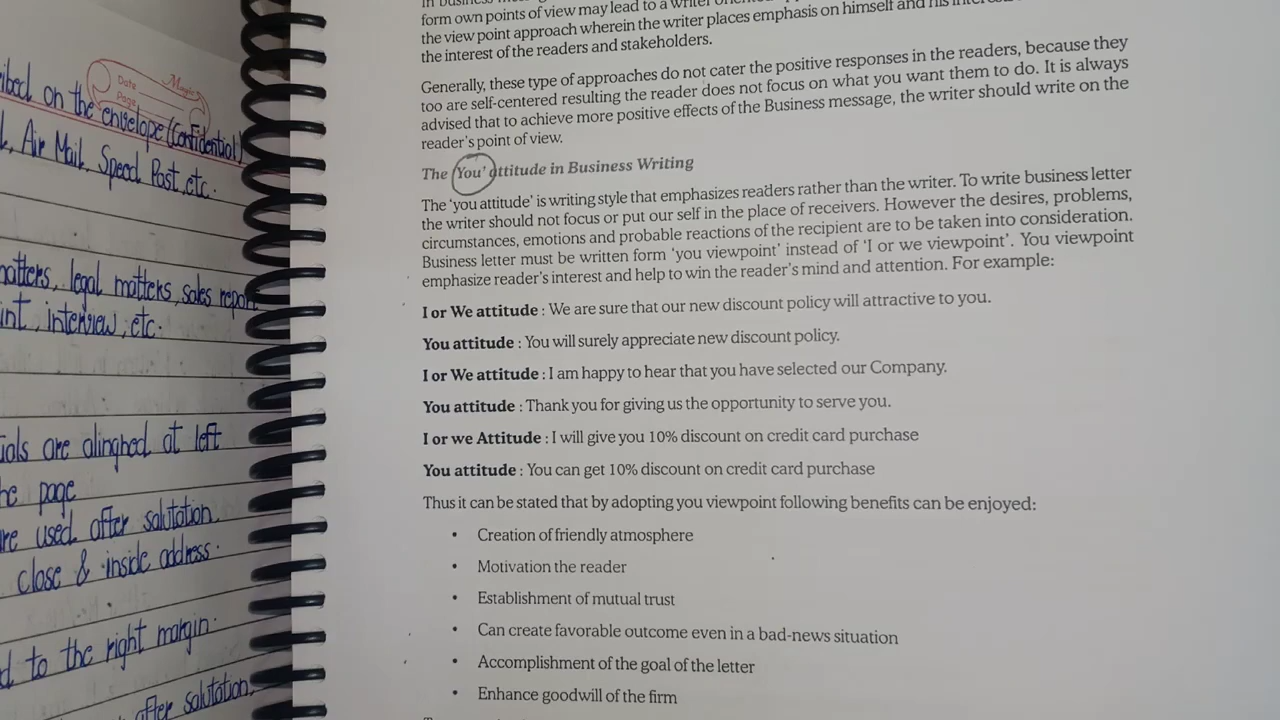 ibed on the envelope (Confidential)
Date
Page
Magic
Air Mail, Speed Post, etc.
matters, legal matters, sales report
int, interview, etc.
ials are alinghed at left
he page
are used after salutation.
close & inside address.
d to the right margin.
after salutation.
form own points of view may lead to a writer
the view point approach wherein the writer places emphasis on himself and his
the interest of the readers and stakeholders.
Generally, these type of approaches do not cater the positive responses in the readers, because they
too are self-centered resulting the reader does not focus on what you want them to do. It is always
advised that to achieve more positive effects of the Business message, the writer should write on the
reader's point of view.
The 'You' attitude in Business Writing
The 'you attitude' is writing style that emphasizes readers rather than the writer. To write business letter
the writer should not focus or put our self in the place of receivers. However the desires, problems,
circumstances, emotions and probable reactions of the recipient are to be taken into consideration.
Business letter must be written form 'you viewpoint' instead of 'I or we viewpoint'. You viewpoint
emphasize reader's interest and help to win the reader's mind and attention. For example:
I or We attitude : We are sure that our new discount policy will attractive to you.
You attitude : You will surely appreciate new discount policy.
I or We attitude : I am happy to hear that you have selected our Company.
You attitude : Thank you for giving us the opportunity to serve you.
I or we Attitude : I will give you 10% discount on credit card purchase
You attitude : You can get 10% discount on credit card purchase
Thus it can be stated that by adopting you viewpoint following benefits can be enjoyed:
• Creation of friendly atmosphere
• Motivation the reader
• Establishment of mutual trust
• Can create favorable outcome even in a bad-news situation
• Accomplishment of the goal of the letter
• Enhance goodwill of the firm